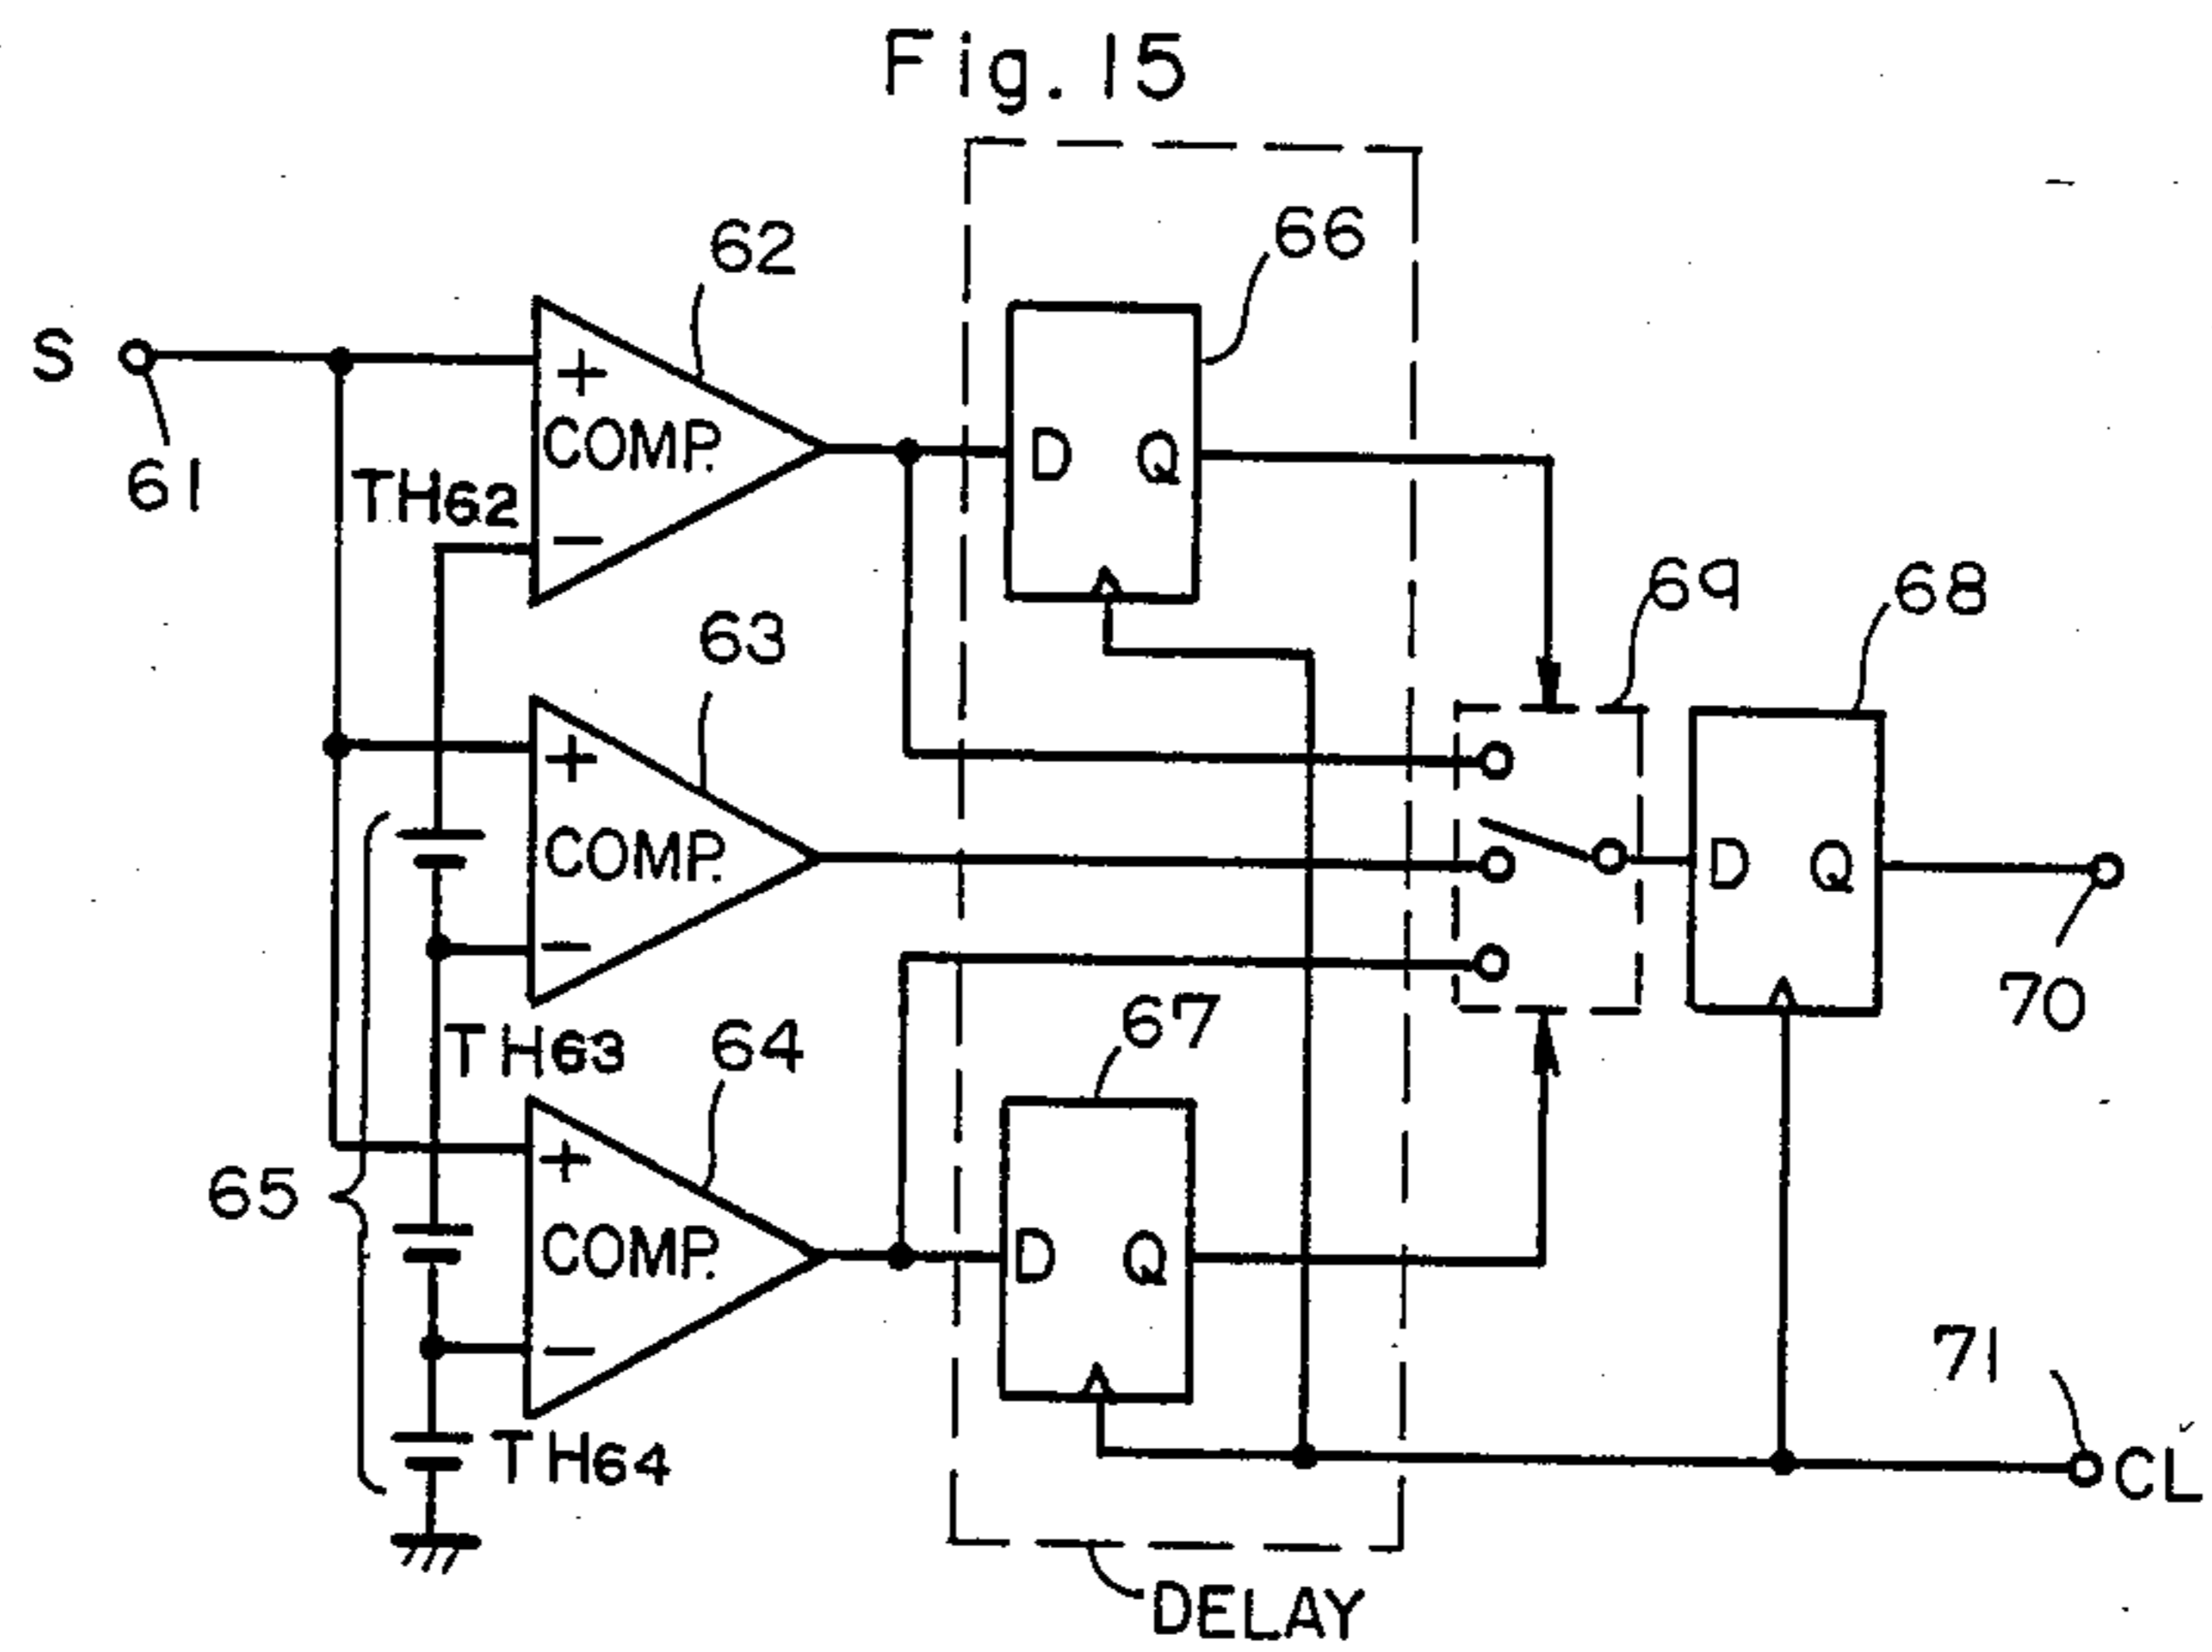 Fig. 15
62
66
S
+
COMP.
61
TH62
D Q
−
69
68
63
+
COMP.
D Q
−
70
67
TH63
64
+
65
COMP.
D Q
−
71
TH64
CL
DELAY